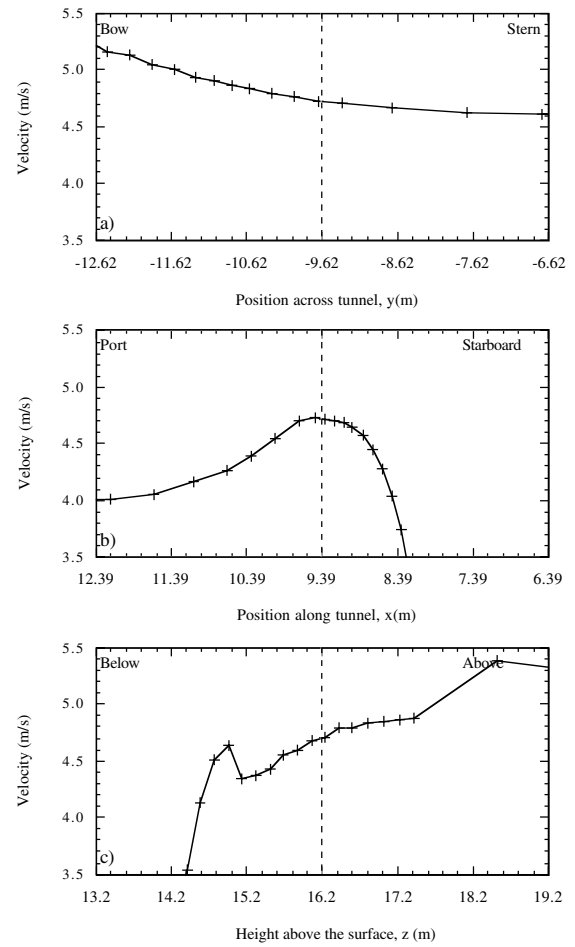 5.5
Bow Stern
5.0
4.5
4.0
a)
3.5
Velocity (m/s)
-12.62 -11.62 -10.62 -9.62 -8.62 -7.62 -6.62
Position across tunnel, y(m)
5.5
Port Starboard
5.0
4.5
4.0
b)
3.5
Velocity (m/s)
12.39 11.39 10.39 9.39 8.39 7.39 6.39
Position along tunnel, x(m)
5.5
Below Above
5.0
4.5
4.0
c)
3.5
Velocity (m/s)
13.2 14.2 15.2 16.2 17.2 18.2 19.2
Height above the surface, z (m)